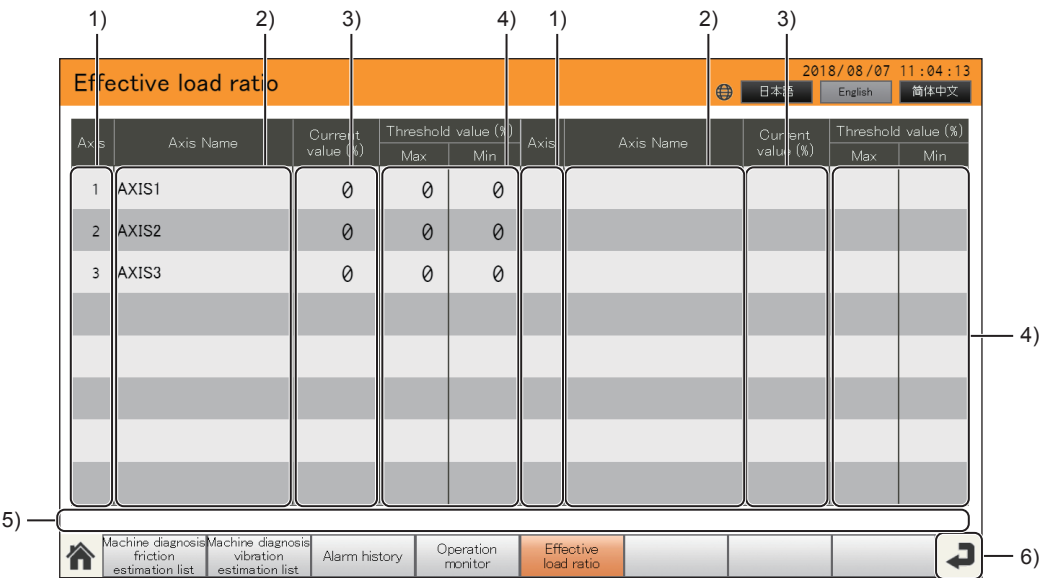 1) 2) 3) 4) 1) 2) 3)
Effective load ratio
2018/08/07 11:04:13
日本語 English 简体中文
Axis Axis Name Current value (%) Threshold value (%) Axis Axis Name Current value (%) Threshold value (%)
Max Min Max Min
1 AXIS1 0 0 0
2 AXIS2 0 0 0
3 AXIS3 0 0 0
4)
5)
Machine diagnosis friction estimation list Machine diagnosis vibration estimation list Alarm history Operation monitor Effective load ratio
6)